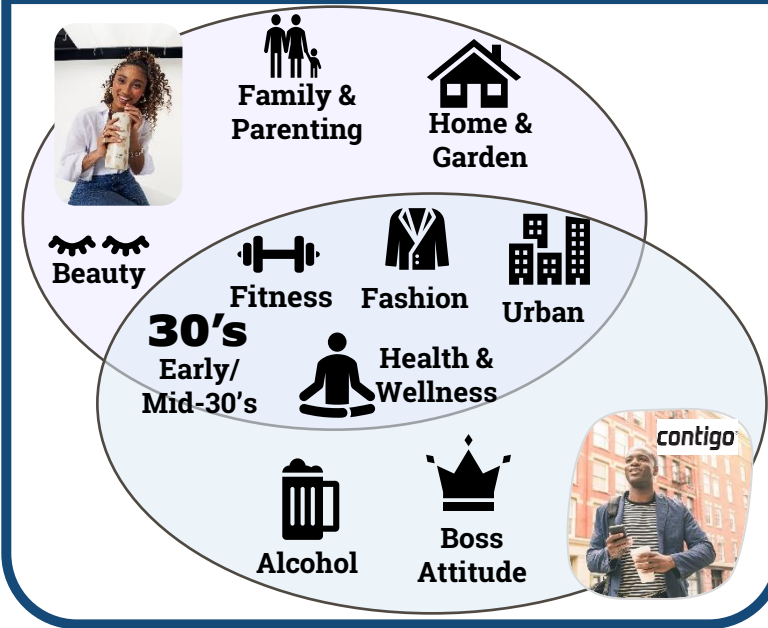 Family &
Parenting
Home &
Garden
Beauty
Fitness
Fashion
Urban
30's
Early/
Mid-30's
Health &
Wellness
contigo
Alcohol
Boss
Attitude